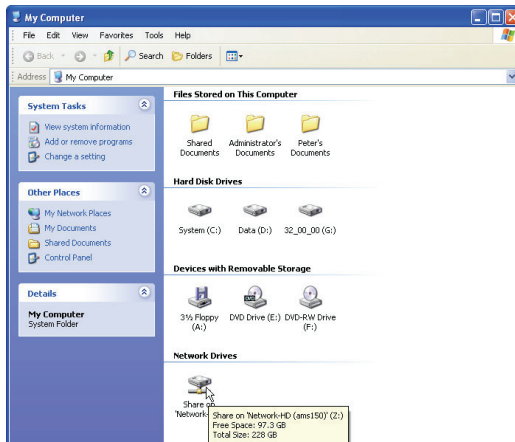 My Computer
File Edit View Favorites Tools Help
Back Search Folders
Address My Computer
System Tasks
View system information
Add or remove programs
Change a setting
Other Places
My Network Places
My Documents
Shared Documents
Control Panel
Details
My Computer
System Folder
Files Stored on This Computer
Shared Documents
Administrator's Documents
Peter's Documents
Hard Disk Drives
System (C:) Data (D:) 32_00_00 (G:)
Devices with Removable Storage
3½ Floppy (A:)
DVD Drive (E:)
DVD-RW Drive (F:)
Network Drives
Share on
'Network-
Share on 'Network-HD (ams150)' (Z:)
Free Space: 97.3 GB
Total Size: 228 GB